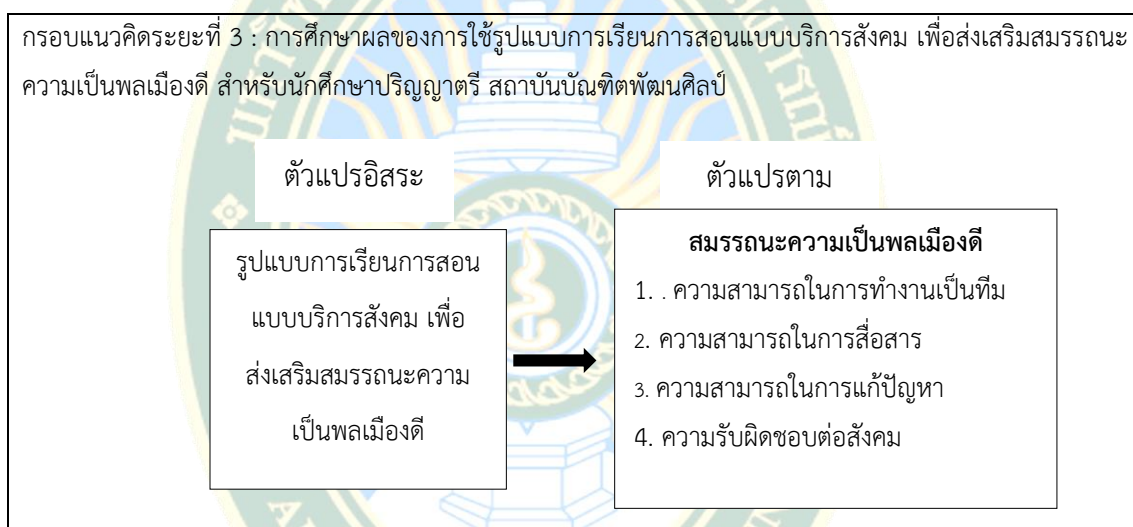 กรอบแนวคิดระยะที่ 3 : การศึกษาผลของการใช้รูปแบบการเรียนการสอนแบบบริการสังคม เพื่อส่งเสริมสมรรถนะ
ความเป็นพลเมืองดี สำหรับนักศึกษาปริญญาตรี สถาบันบัณฑิตพัฒนศิลป์
ตัวแปรอิสระ
ตัวแปรตาม
รูปแบบการเรียนการสอน
แบบบริการสังคม เพื่อ
ส่งเสริมสมรรถนะความ
เป็นพลเมืองดี
สมรรถนะความเป็นพลเมืองดี
1. . ความสามารถในการทำงานเป็นทีม
2. ความสามารถในการสื่อสาร
3. ความสามารถในการแก้ปัญหา
4. ความรับผิดชอบต่อสังคม